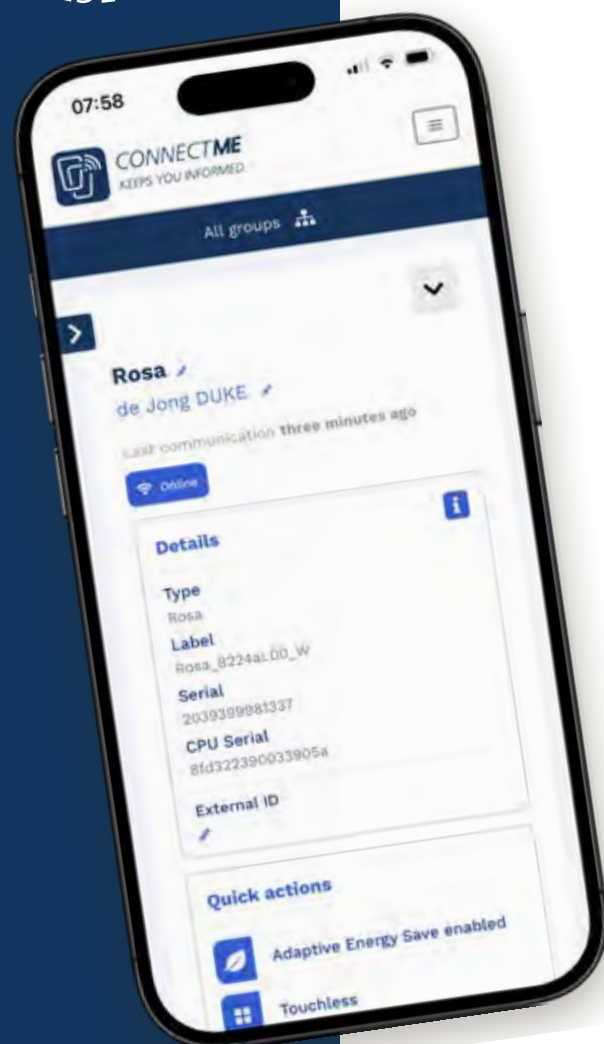 07:58
CONNECTME
KEEPS YOU INFORMED.
All groups
Rosa
de Jong DUKE
Last communication three minutes ago
Online
Details
Type
Rosa
Label
Serial
2039399981337
CPU Serial
8fd322390033905a
External ID
Quick actions
Adaptive Energy Save enabled
Touchless